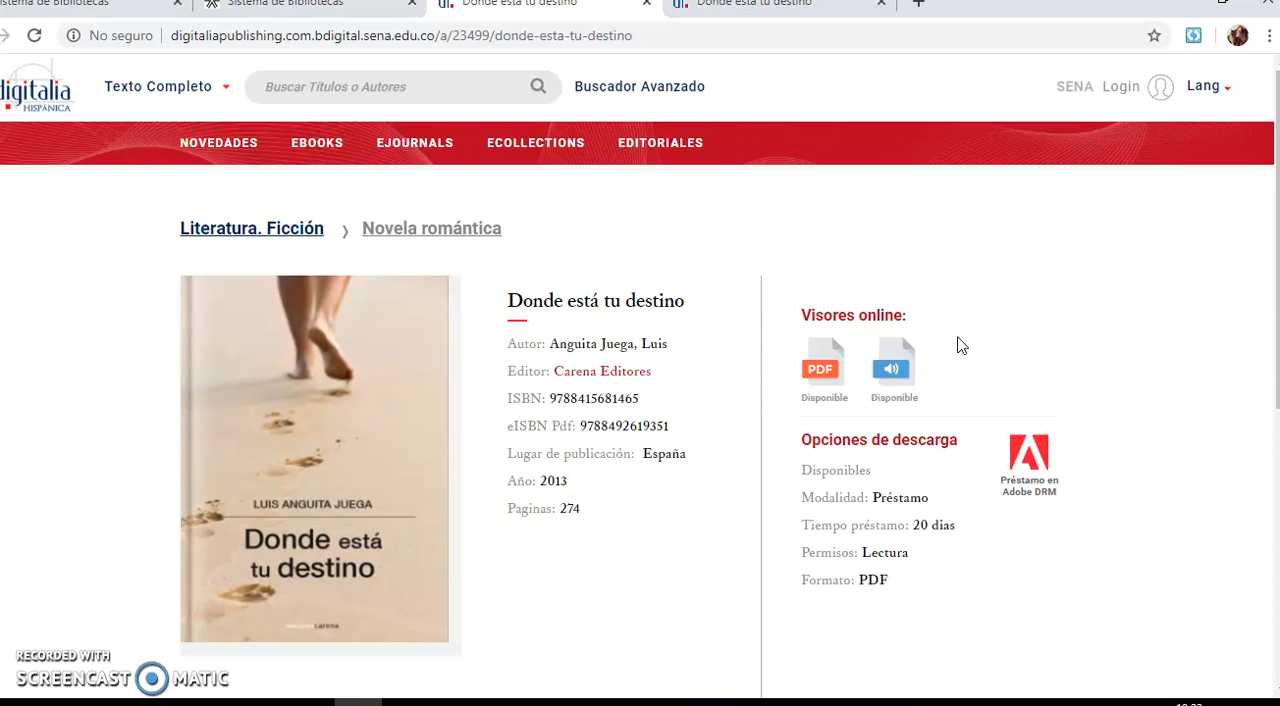 istema de Bibliotecas
Sistema de Bibliotecas
Donde está tu destino
Donde está tu destino
No seguro
digitaliapublishing.com.bdigital.sena.edu.co/a/23499/donde-esta-tu-destino
digitalia
HISPÁNICA
Texto Completo
Buscar Títulos o Autores
Buscador Avanzado
SENA Login
Lang
NOVEDADES
EBOOKS
EJOURNALS
ECOLLECTIONS
EDITORIALES
Literatura. Ficción
Novela romántica
LUIS ANGUITA JUEGA
Donde está
tu destino
carena
Donde está tu destino
Autor: Anguita Juega, Luis
Editor: Carena Editores
ISBN: 9788415681465
eISBN Pdf: 9788492619351
Lugar de publicación: España
Año: 2013
Paginas: 274
Visores online:
PDF
Disponible
Disponible
Opciones de descarga
Disponibles
Modalidad: Préstamo
Tiempo préstamo: 20 dias
Permisos: Lectura
Formato: PDF
Préstamo en
Adobe DRM
RECORDED WITH
SCREENCAST MATIC